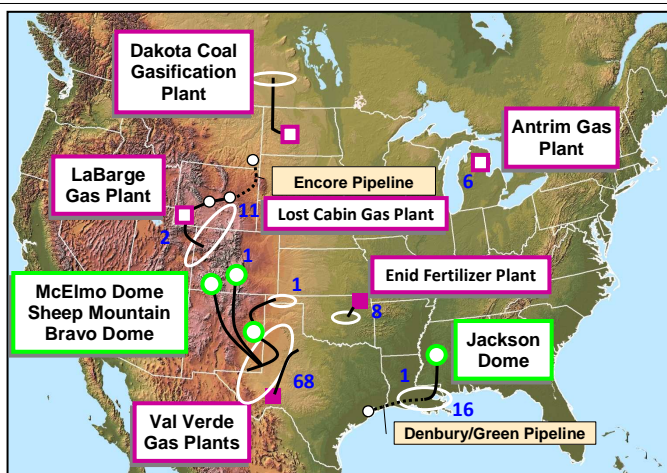 Dakota Coal
Gasification
Plant
Antrim Gas
Plant
6
LaBarge
Gas Plant
Encore Pipeline
11
Lost Cabin Gas Plant
2
1
McElmo Dome
Sheep Mountain
Bravo Dome
1
Enid Fertilizer Plant
8
Jackson
Dome
1
68
16
Val Verde
Gas Plants
Denbury/Green Pipeline